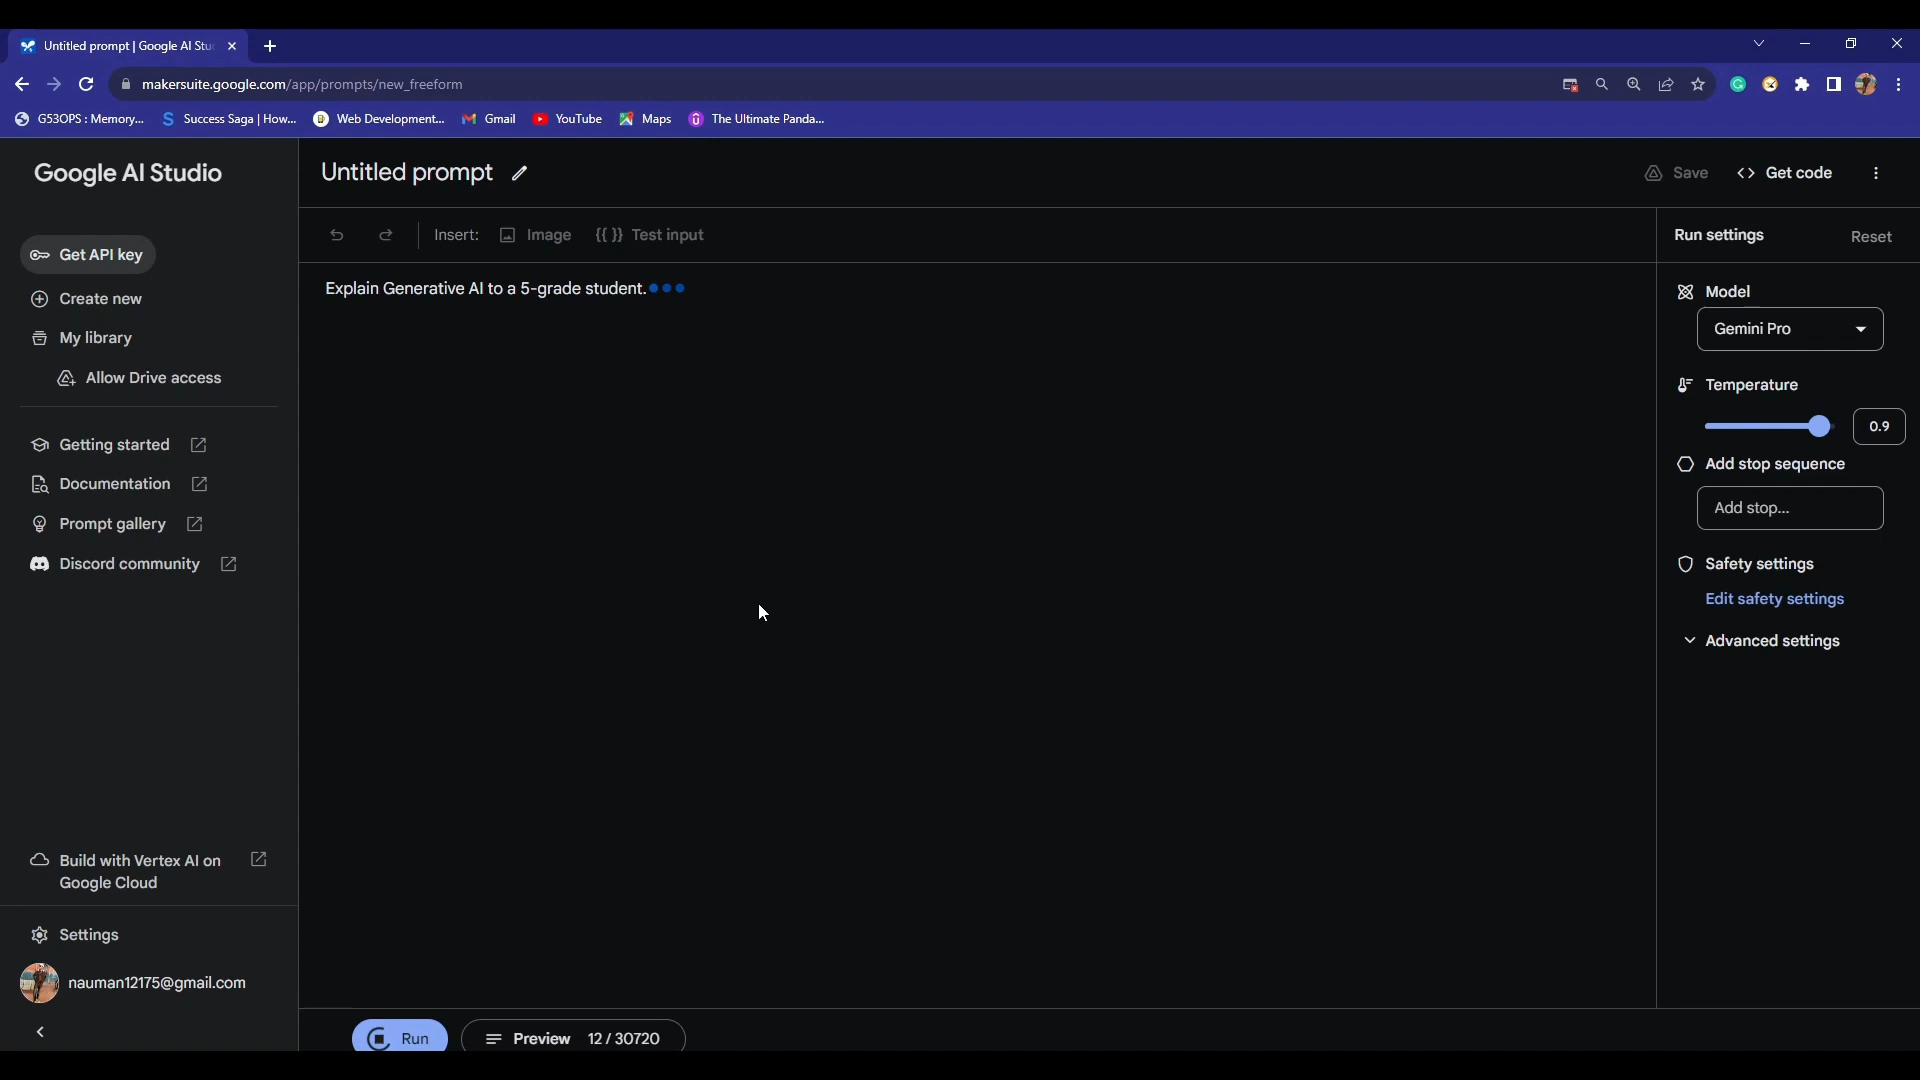 Untitled prompt | Google AI Stu
makersuite.google.com/app/prompts/new_freeform
G53OPS : Memory... Success Saga | How... Web Development... Gmail YouTube Maps The Ultimate Panda...
Google AI Studio
Get API key
Create new
My library
Allow Drive access
Getting started
Documentation
Prompt gallery
Discord community
Build with Vertex AI on
Google Cloud
Settings
nauman12175@gmail.com
Untitled prompt
Save <> Get code
Insert: Image {{ }} Test input
Explain Generative AI to a 5-grade student.
Run Preview 12 / 30720
Run settings Reset
Model
Gemini Pro
Temperature
0.9
Add stop sequence
Add stop...
Safety settings
Edit safety settings
Advanced settings